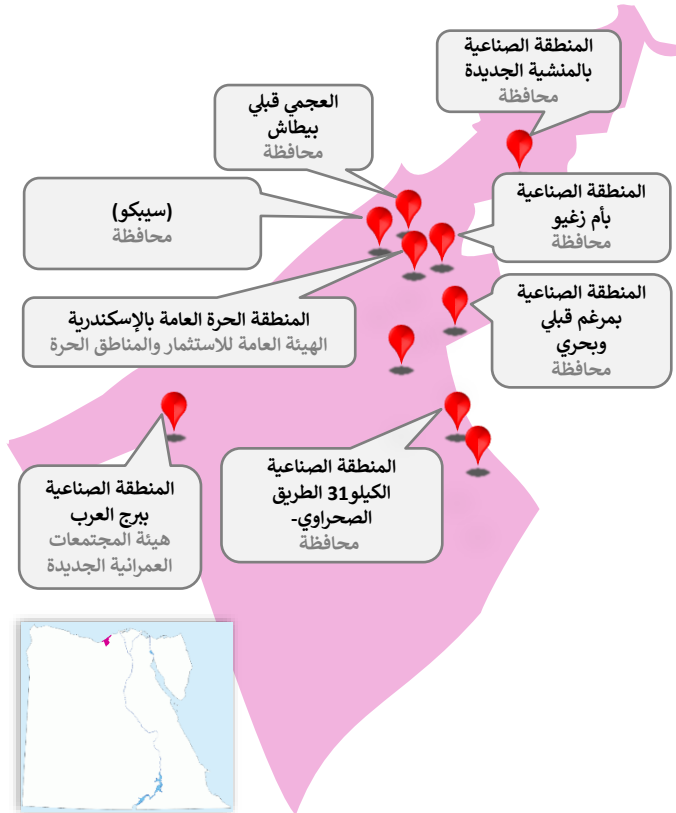 المنطقة الصناعية
بالمنشية الجديدة
محافظة
العجمي قبلي
بيطاش
محافظة
المنطقة الصناعية
بأم زغيو
محافظة
(سيبكو)
محافظة
المنطقة الصناعية
بمرغم قبلي
وبحري
محافظة
المنطقة الحرة العامة بالإسكندرية
الهيئة العامة للاستثمار والمناطق الحرة
المنطقة الصناعية
الكيلو31 الطريق
الصحراوي-
محافظة
المنطقة الصناعية
ببرج العرب
هيئة المجتمعات
العمرانية الجديدة